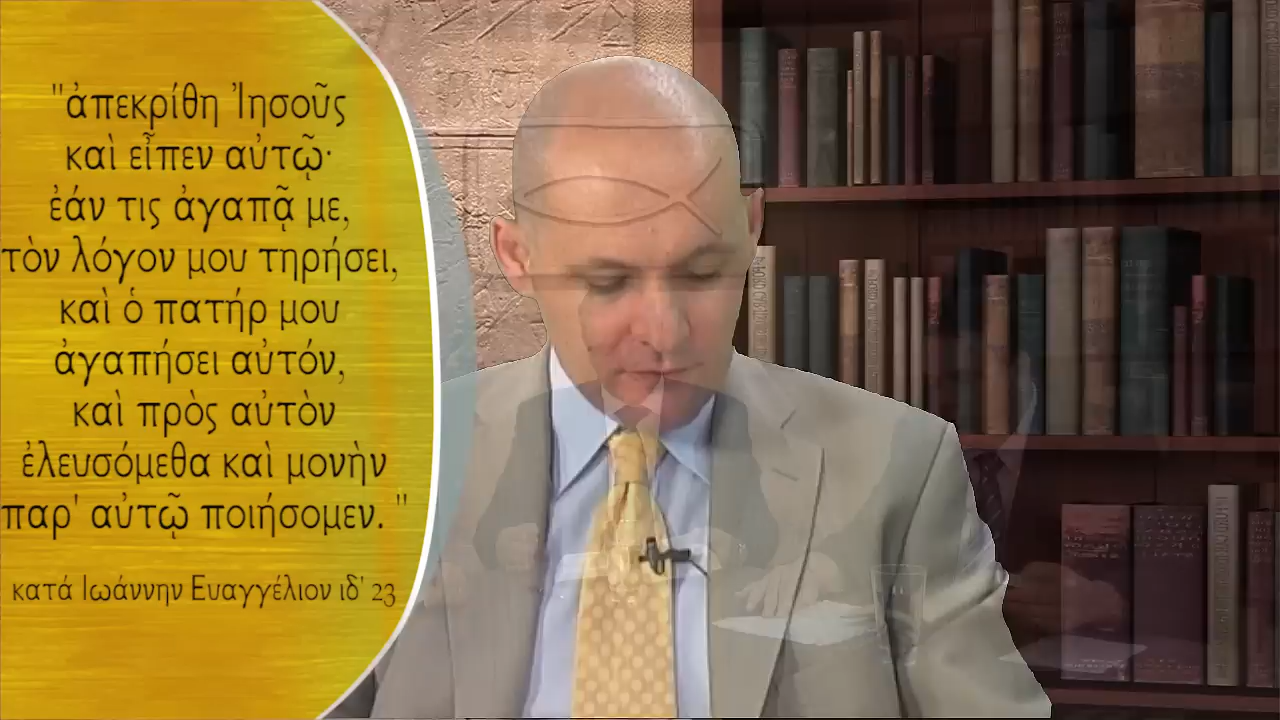 "ἀπεκρίθη Ἰησοῦς
καὶ εἶπεν αὐτῷ·
ἐάν τις ἀγαπᾷ με,
τὸν λόγον μου τηρήσει,
καὶ ὁ πατήρ μου
ἀγαπήσει αὐτόν,
καὶ πρὸς αὐτὸν
ἐλευσόμεθα καὶ μονὴν
παρ' αὐτῷ ποιήσομεν. "
κατά Ιωάννην Ευαγγέλιον ιδ' 23